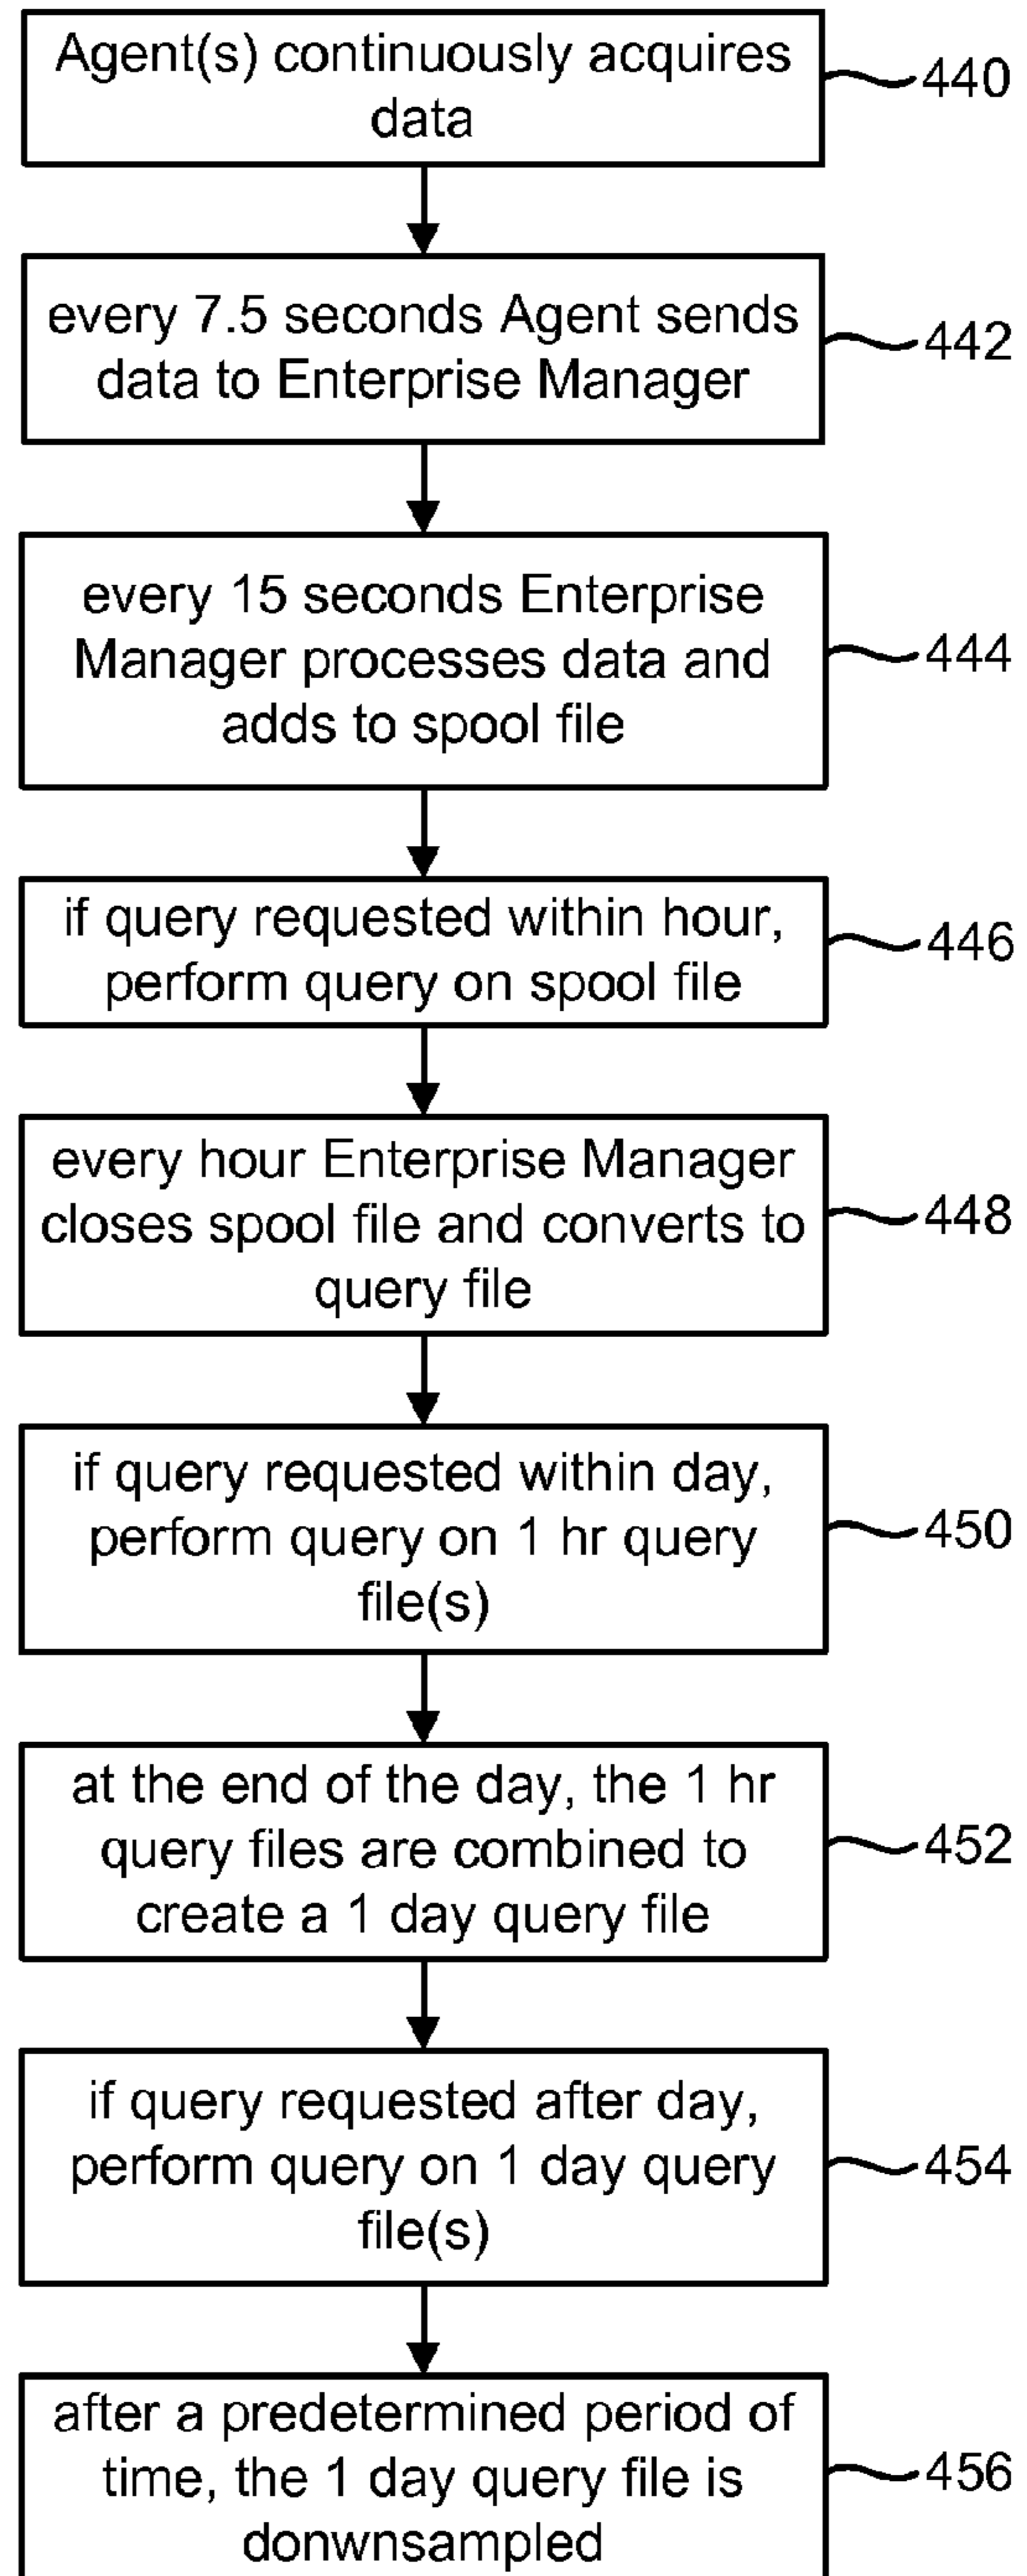 Agent(s) continuously acquires
data
440
every 7.5 seconds Agent sends
data to Enterprise Manager
442
every 15 seconds Enterprise
Manager processes data and
adds to spool file
444
if query requested within hour,
perform query on spool file
446
every hour Enterprise Manager
closes spool file and converts to
query file
448
if query requested within day,
perform query on 1 hr query
file(s)
450
at the end of the day, the 1 hr
query files are combined to
create a 1 day query file
452
if query requested after day,
perform query on 1 day query
file(s)
454
after a predetermined period of
time, the 1 day query file is
donwnsampled
456